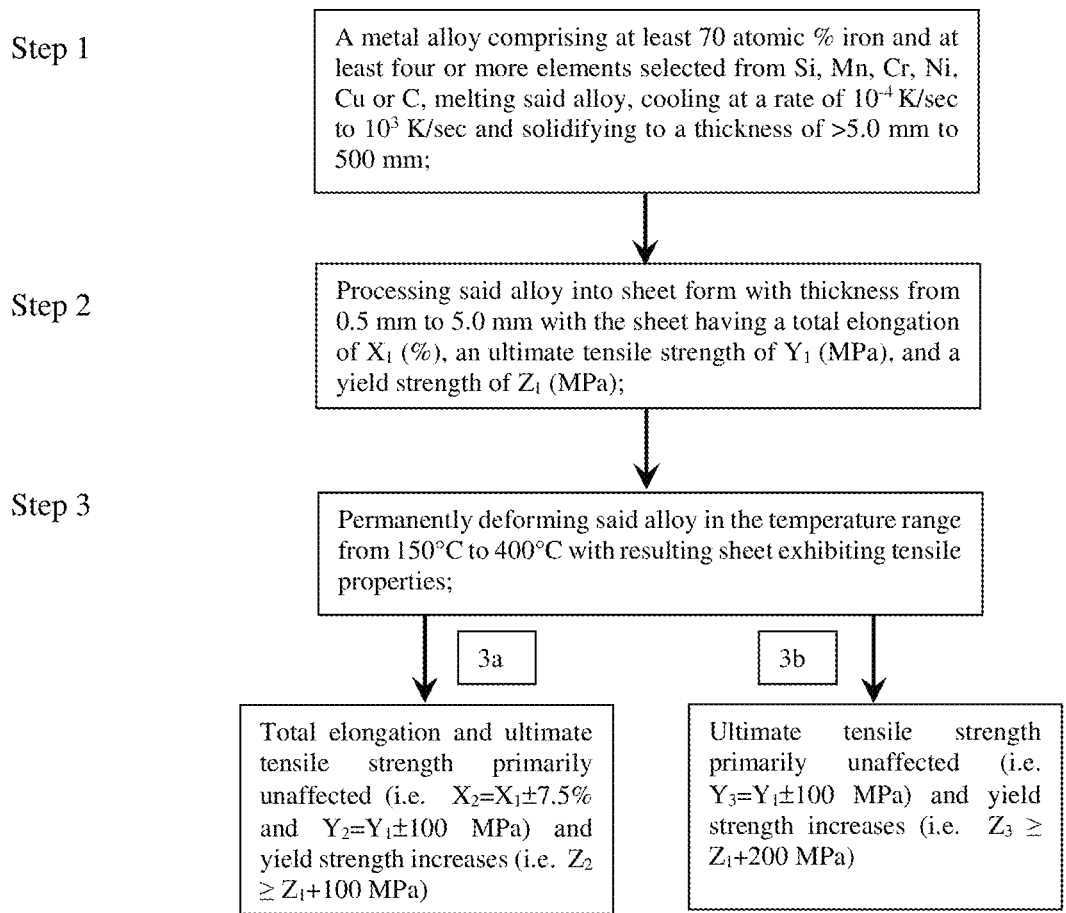 Step 1
A metal alloy comprising at least 70 atomic % iron and at
least four or more elements selected from Si, Mn, Cr, Ni,
Cu or C, melting said alloy, cooling at a rate of 10⁻⁴ K/sec
to 10³ K/sec and solidifying to a thickness of >5.0 mm to
500 mm;
Step 2
Processing said alloy into sheet form with thickness from
0.5 mm to 5.0 mm with the sheet having a total elongation
of X₁ (%), an ultimate tensile strength of Y₁ (MPa), and a
yield strength of Z₁ (MPa);
Step 3
Permanently deforming said alloy in the temperature range
from 150°C to 400°C with resulting sheet exhibiting tensile
properties;
3a
3b
Total elongation and ultimate
tensile strength primarily
unaffected (i.e. X₂=X₁±7.5%
and Y₂=Y₁±100 MPa) and
yield strength increases (i.e. Z₂
≥ Z₁+100 MPa)
Ultimate tensile strength
primarily unaffected (i.e.
Y₃=Y₁±100 MPa) and yield
strength increases (i.e. Z₃ ≥
Z₁+200 MPa)